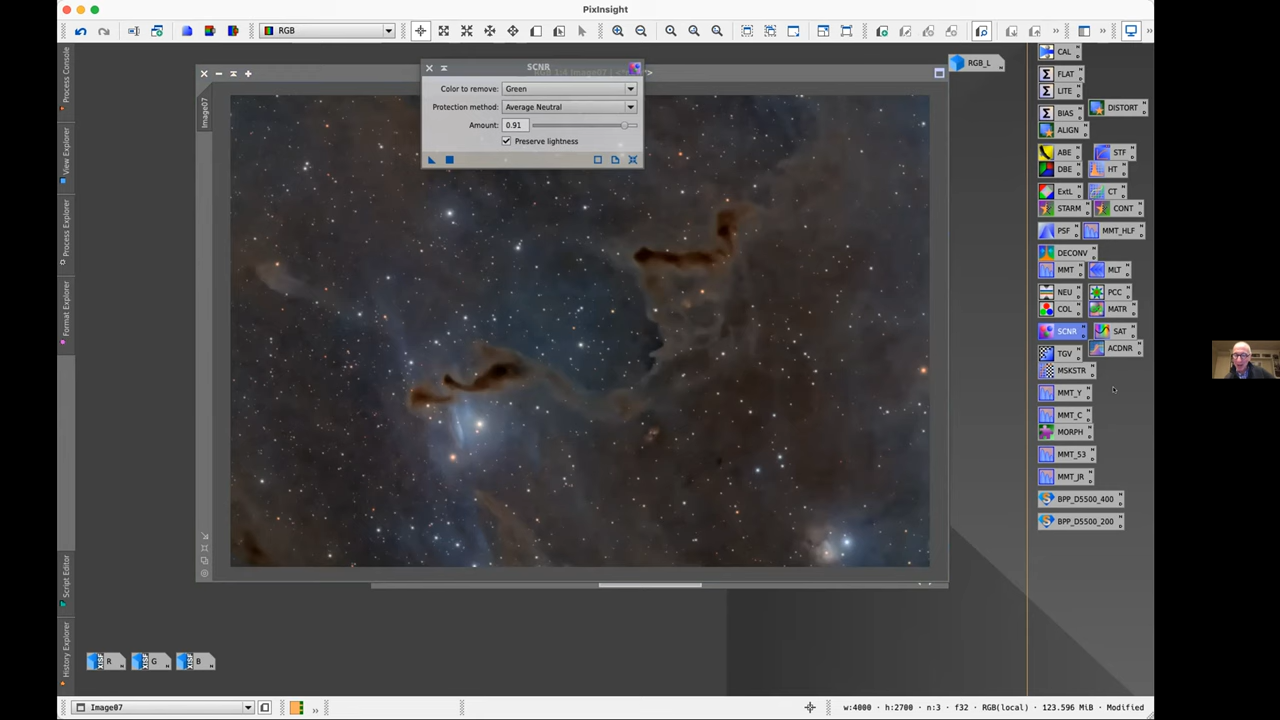 PixInsight
RGB
Process Console
View Explorer
Process Explorer
Format Explorer
Script Editor
History Explorer
Image07
SCNR
Color to remove: Green
Protection method: Average Neutral
Amount: 0.91
Preserve lightness
RGB_L
CAL
FLAT
LITE
BIAS
DISTORT
ALIGN
ABE
STF
DBE
HT
ExtL
CT
STARM
CONT
PSF
MMT_HLF
DECONV
MMT
MLT
NEU
PCC
COL
MATR
SCNR
SAT
ACDNR
TGV
MSKSTR
MMT_Y
MMT_C
MORPH
MMT_53
MMT_JR
BPP_D5500_400
BPP_D5500_200
R
G
B
Image07
w:4000 · h:2700 · n:3 · f32 · RGB(local) · 123.596 MiB · Modified